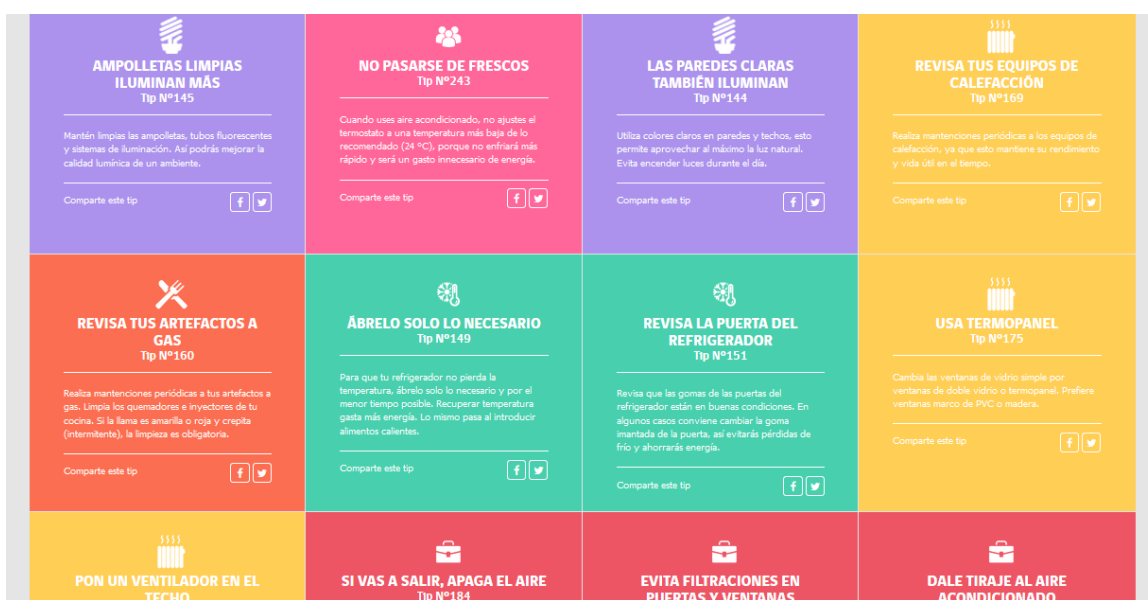 AMPOLLETAS LIMPIAS
ILUMINAN MÁS
Tip Nº145
Mantén limpias las ampolletas, tubos fluorescentes
y sistemas de iluminación. Así podrás mejorar la
calidad lumínica de un ambiente.
Comparte este tip
NO PASARSE DE FRESCOS
Tip Nº243
Cuando uses aire acondicionado, no ajustes el
termostato a una temperatura más baja de lo
recomendado (24 ºC), porque no enfriará más
rápido y será un gasto innecesario de energía.
Comparte este tip
LAS PAREDES CLARAS
TAMBIÉN ILUMINAN
Tip Nº144
Utiliza colores claros en paredes y techos, esto
permite aprovechar al máximo la luz natural.
Evita encender luces durante el día.
Comparte este tip
REVISA TUS EQUIPOS DE
CALEFACCIÓN
Tip Nº169
Realiza mantenciones periódicas a los equipos de
calefacción, ya que esto mantiene su rendimiento
y vida útil en el tiempo.
Comparte este tip
REVISA TUS ARTEFACTOS A
GAS
Tip Nº160
Realiza mantenciones periódicas a tus artefactos a
gas. Limpia los quemadores e inyectores de tu
cocina. Si la llama es amarilla o roja y crepita
(intermitente), la limpieza es obligatoria.
Comparte este tip
ÁBRELO SOLO LO NECESARIO
Tip Nº149
Para que tu refrigerador no pierda la
temperatura, ábrelo solo lo necesario y por el
menor tiempo posible. Recuperar temperatura
gasta más energía. Lo mismo pasa al introducir
alimentos calientes.
Comparte este tip
REVISA LA PUERTA DEL
REFRIGERADOR
Tip Nº151
Revisa que las gomas de las puertas del
refrigerador están en buenas condiciones. En
algunos casos conviene cambiar la goma
imantada de la puerta, así evitarás pérdidas de
frío y ahorrarás energía.
Comparte este tip
USA TERMOPANEL
Tip Nº175
Cambia las ventanas de vidrio simple por
ventanas de doble vidrio o termopanel. Prefiere
ventanas marco de PVC o madera.
Comparte este tip
PON UN VENTILADOR EN EL
TECHO
SI VAS A SALIR, APAGA EL AIRE
Tip Nº184
EVITA FILTRACIONES EN
PUERTAS Y VENTANAS
DALE TIRAJE AL AIRE
ACONDICIONADO